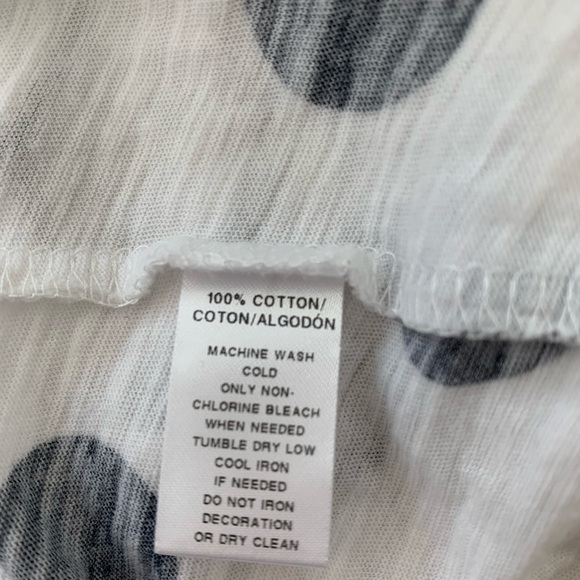 100% COTTON/
COTON/ALGODÓN
MACHINE WASH
COLD
ONLY NON-
CHLORINE BLEACH
WHEN NEEDED
TUMBLE DRY LOW
COOL IRON
IF NEEDED
DO NOT IRON
DECORATION
OR DRY CLEAN